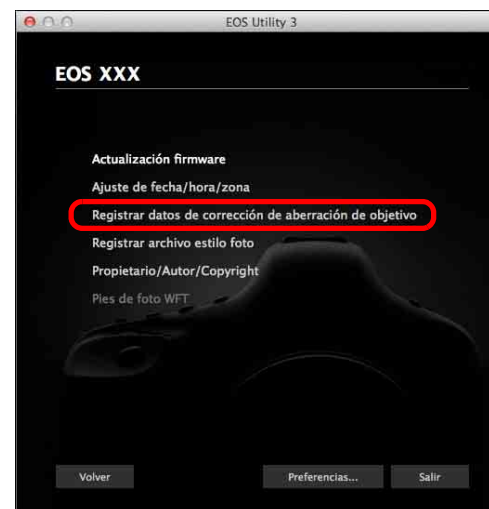 EOS Utility 3
EOS XXX
Actualización firmware
Ajuste de fecha/hora/zona
Registrar datos de corrección de aberración de objetivo
Registrar archivo estilo foto
Propietario/Autor/Copyright
Pies de foto WFT
Volver Preferencias... Salir